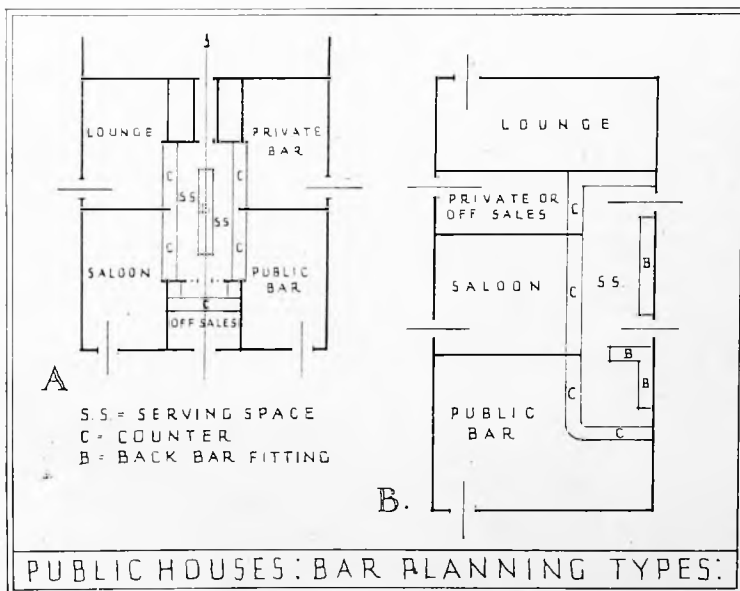 LOUNGE
PRIVATE
BAR
C
C
SS
B
SS
C
C
SALOON
PUBLIC
BAR
C
OFF SALES
A
S.S. = SERVING SPACE
C = COUNTER
B = BACK BAR FITTING
LOUNGE
PRIVATE OR
OFF SALES
C
B
SALOON
C
S.S.
B
B
PUBLIC
BAR
C
C
B.
PUBLIC HOUSES: BAR PLANNING TYPES: